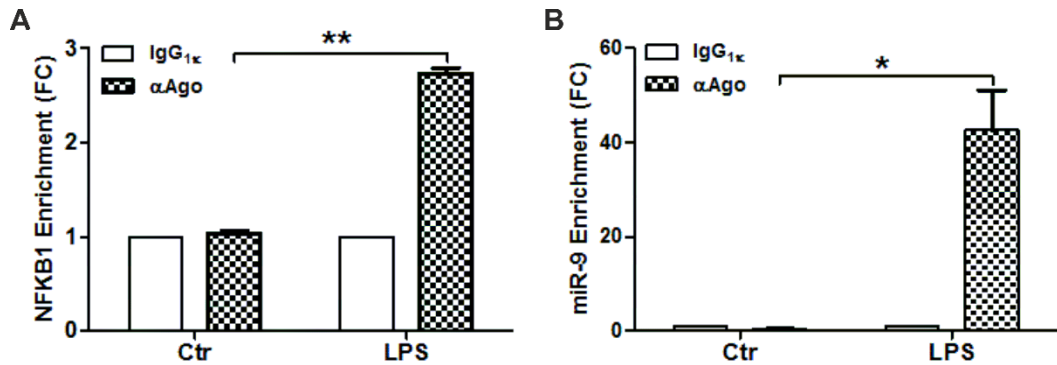 A
NFKB1 Enrichment (FC)
3
2
1
0
IgG1κ
αAgo
**
Ctr
LPS
B
miR-9 Enrichment (FC)
60
40
20
0
IgG1κ
αAgo
*
Ctr
LPS